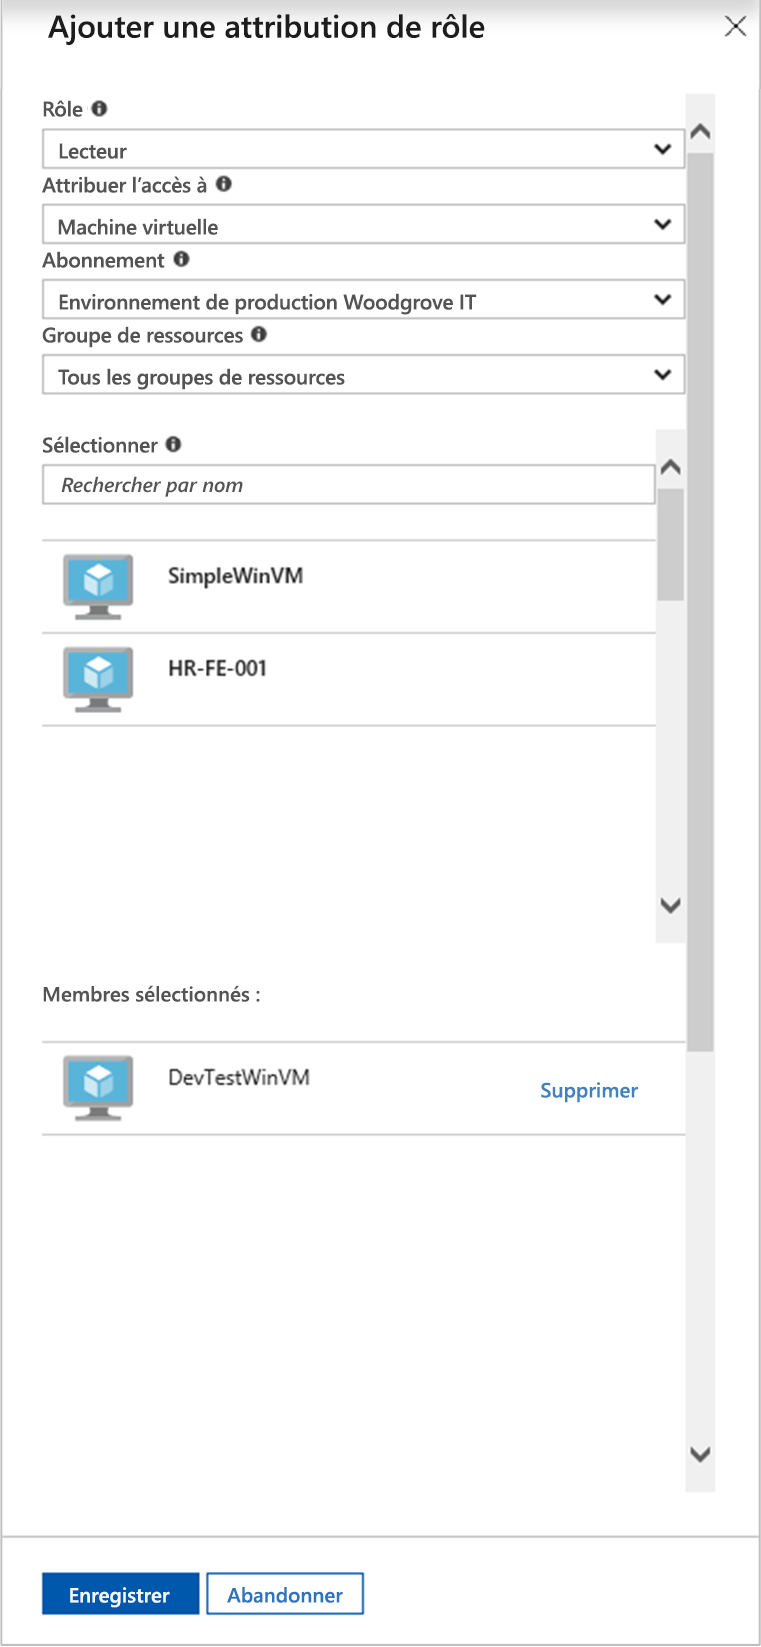 Ajouter une attribution de rôle
Rôle
Lecteur
Attribuer l’accès à
Machine virtuelle
Abonnement
Environnement de production Woodgrove IT
Groupe de ressources
Tous les groupes de ressources
Sélectionner
Rechercher par nom
SimpleWinVM
HR-FE-001
Membres sélectionnés :
DevTestWinVM
Supprimer
Enregistrer
Abandonner